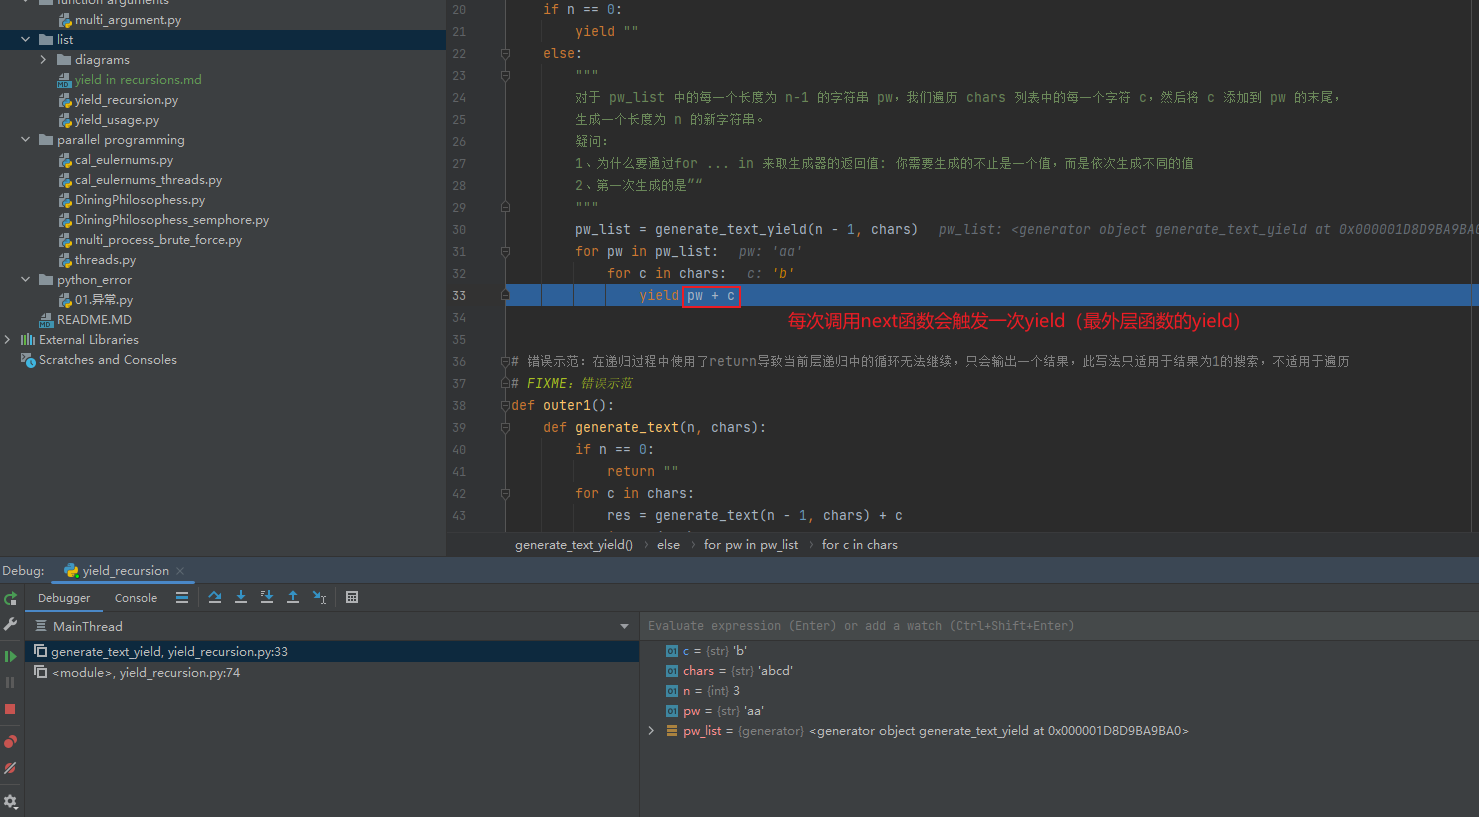 function arguments
multi_argument.py
list
diagrams
yield in recursions.md
yield_recursion.py
yield_usage.py
parallel programming
cal_eulernums.py
cal_eulernums_threads.py
DiningPhilosophess.py
DiningPhilosophess_semphore.py
multi_process_brute_force.py
threads.py
python_error
01.异常.py
README.MD
External Libraries
Scratches and Consoles
20 if n == 0:
21 yield ""
22 else:
23 """
24 对于 pw_list 中的每一个长度为 n-1 的字符串 pw，我们遍历 chars 列表中的每一个字符 c，然后将 c 添加到 pw 的末尾，
25 生成一个长度为 n 的新字符串。
26 疑问：
27 1、为什么要通过for ... in 来取生成器的返回值: 你需要生成的不止是一个值，而是依次生成不同的值
28 2、第一次生成的是”“
29 """
30 pw_list = generate_text_yield(n - 1, chars) pw_list: <generator object generate_text_yield at 0x000001D8D9BA9BA0
31 for pw in pw_list: pw: 'aa'
32 for c in chars: c: 'b'
33 yield pw + c
34 每次调用next函数会触发一次yield（最外层函数的yield）
35
36 # 错误示范：在递归过程中使用了return导致当前层递归中的循环无法继续，只会输出一个结果，此写法只适用于结果为1的搜索，不适用于遍历
37 # FIXME：错误示范
38 def outer1():
39 def generate_text(n, chars):
40 if n == 0:
41 return ""
42 for c in chars:
43 res = generate_text(n - 1, chars) + c
generate_text_yield() › else › for pw in pw_list › for c in chars
Debug: yield_recursion ×
Debugger Console
MainThread
generate_text_yield, yield_recursion.py:33
<module>, yield_recursion.py:74
Evaluate expression (Enter) or add a watch (Ctrl+Shift+Enter)
c = {str} 'b'
chars = {str} 'abcd'
n = {int} 3
pw = {str} 'aa'
pw_list = {generator} <generator object generate_text_yield at 0x000001D8D9BA9BA0>